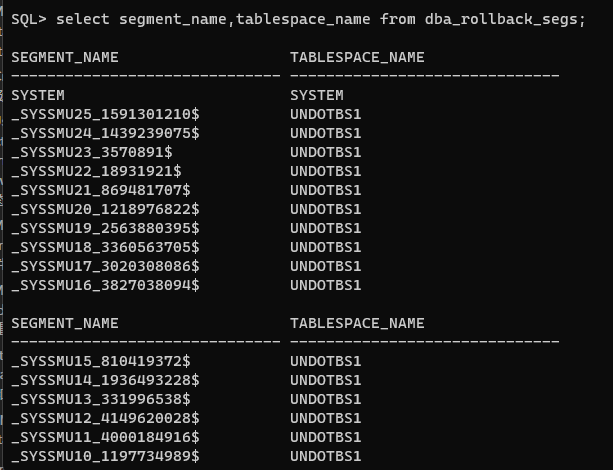 SQL> select segment_name,tablespace_name from dba_rollback_segs;
SEGMENT_NAME TABLESPACE_NAME
------------------------------ ------------------------------
SYSTEM SYSTEM
_SYSSMU25_1591301210$ UNDOTBS1
_SYSSMU24_1439239075$ UNDOTBS1
_SYSSMU23_3570891$ UNDOTBS1
_SYSSMU22_18931921$ UNDOTBS1
_SYSSMU21_869481707$ UNDOTBS1
_SYSSMU20_1218976822$ UNDOTBS1
_SYSSMU19_2563880395$ UNDOTBS1
_SYSSMU18_3360563705$ UNDOTBS1
_SYSSMU17_3020308086$ UNDOTBS1
_SYSSMU16_3827038094$ UNDOTBS1
SEGMENT_NAME TABLESPACE_NAME
------------------------------ ------------------------------
_SYSSMU15_810419372$ UNDOTBS1
_SYSSMU14_1936493228$ UNDOTBS1
_SYSSMU13_331996538$ UNDOTBS1
_SYSSMU12_4149620028$ UNDOTBS1
_SYSSMU11_4000184916$ UNDOTBS1
_SYSSMU10_1197734989$ UNDOTBS1